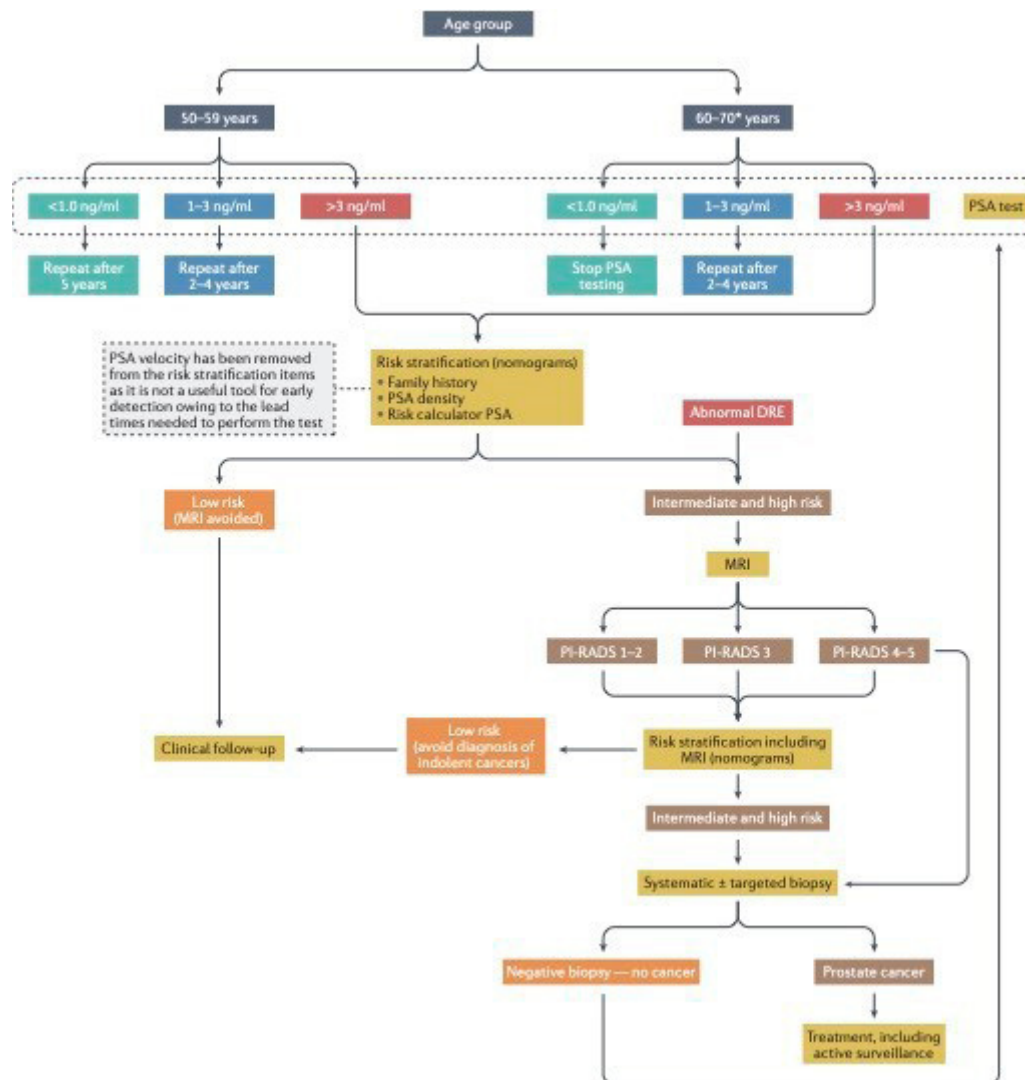 Age group
50–59 years
60–70* years
<1.0 ng/ml
1–3 ng/ml
>3 ng/ml
<1.0 ng/ml
1–3 ng/ml
>3 ng/ml
PSA test
Repeat after
5 years
Repeat after
2–4 years
Stop PSA
testing
Repeat after
2–4 years
PSA velocity has been removed
from the risk stratification items
as it is not a useful tool for early
detection owing to the lead
times needed to perform the test
Risk stratification (nomograms)
• Family history
• PSA density
• Risk calculator PSA
Abnormal DRE
Low risk
(MRI avoided)
Intermediate and high risk
MRI
PI-RADS 1–2
PI-RADS 3
PI-RADS 4–5
Clinical follow-up
Low risk
(avoid diagnosis of
indolent cancers)
Risk stratification including
MRI (nomograms)
Intermediate and high risk
Systematic ± targeted biopsy
Negative biopsy — no cancer
Prostate cancer
Treatment, including
active surveillance